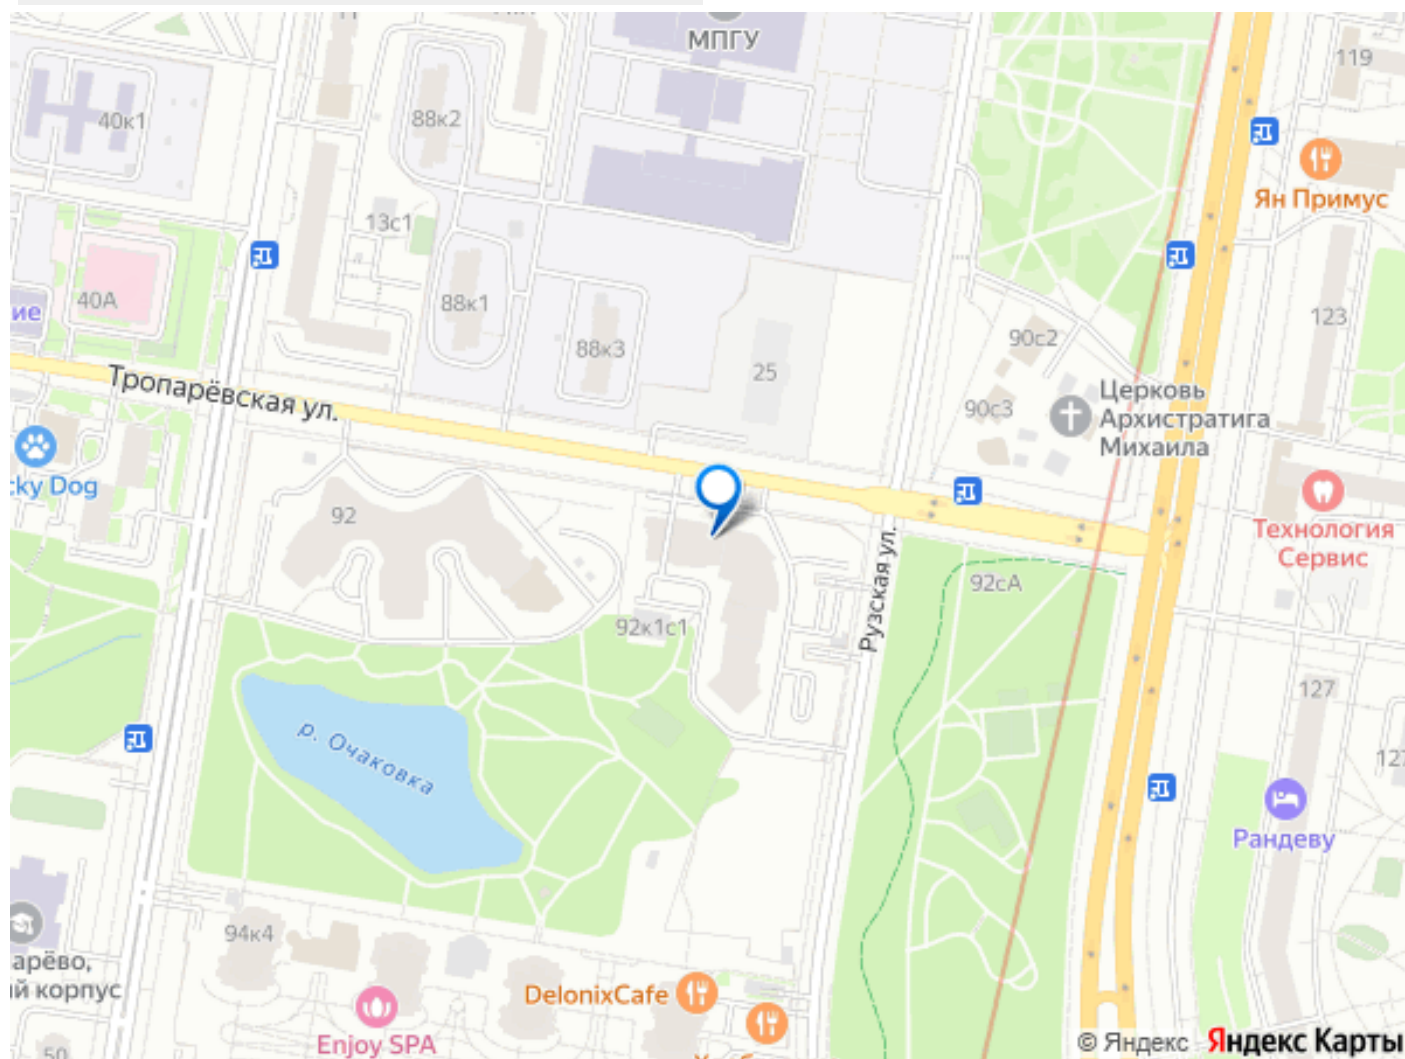 МПГУ
119
40к1
88к2
Ян Примус
13с1
40А
ие
88к1
123
90с2
88к3
25
Тропарёвская ул.
90с3
Церковь
Архистратига
Михаила
cky Dog
92
Технология
Сервис
Рузская ул.
92сА
92к1с1
127
р. Очаковка
127
Рандеву
94к4
арёво,
й корпус
DelonixCafe
Enjoy SPA
50
© Яндекс Яндекс Карты